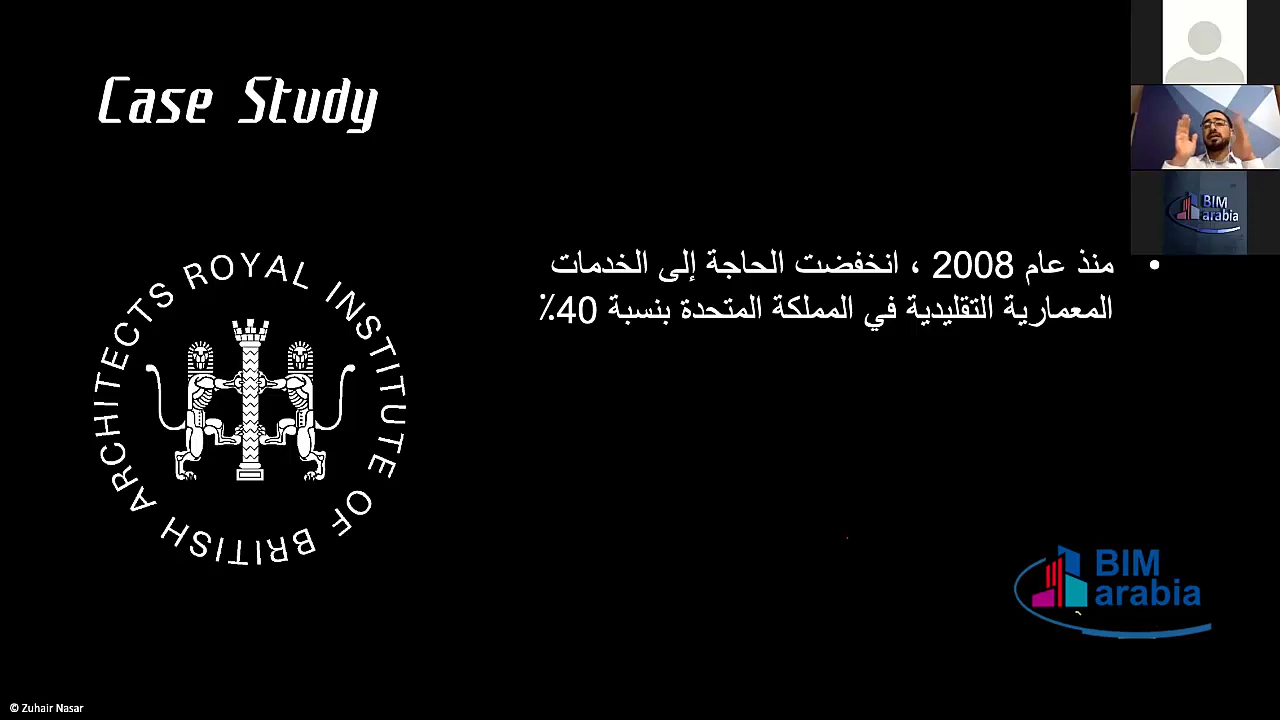 Case Study
منذ عام 2008 ، انخفضت الحاجة إلى الخدمات
المعمارية التقليدية في المملكة المتحدة بنسبة 40٪
ROYAL INSTITUTE OF BRITISH ARCHITECTS
BIM
arabia
BIM
arabia
© Zuhair Nasar